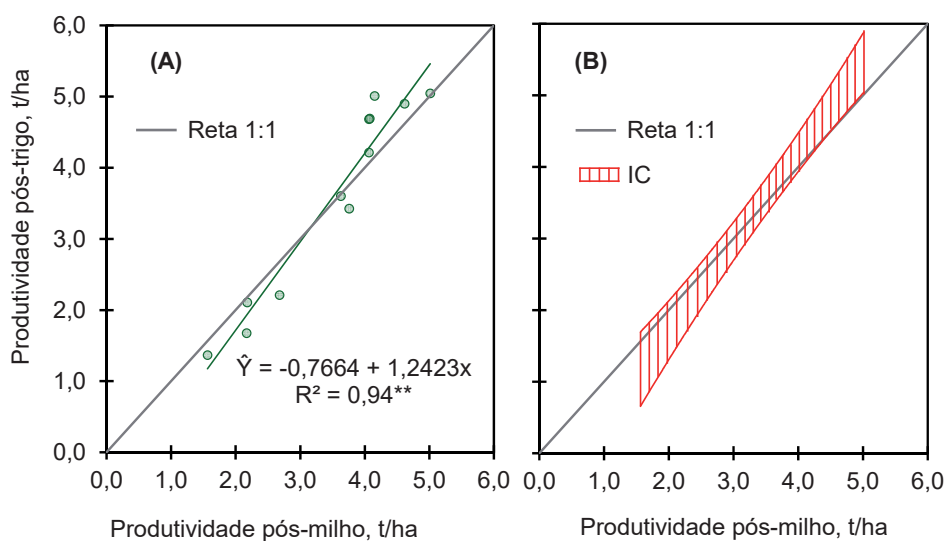 (A)
Reta 1:1
Ŷ = -0,7664 + 1,2423x
R² = 0,94**
Produtividade pós-trigo, t/ha
6,0
5,0
4,0
3,0
2,0
1,0
0,0
0,0 1,0 2,0 3,0 4,0 5,0 6,0
Produtividade pós-milho, t/ha
(B)
Reta 1:1
IC
0,0 1,0 2,0 3,0 4,0 5,0 6,0
Produtividade pós-milho, t/ha